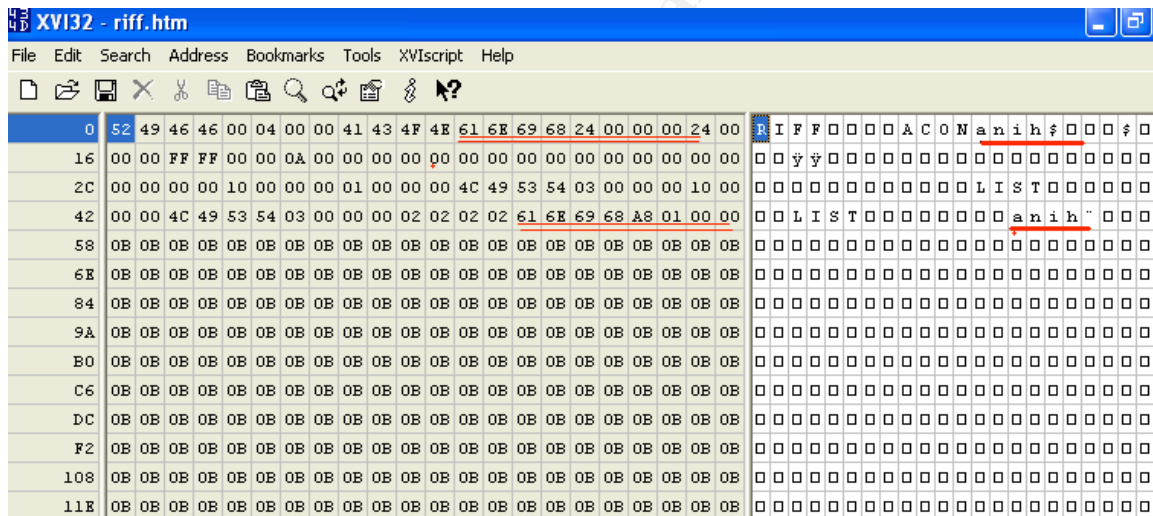 XVI32 - riff.htm
File Edit Search Address Bookmarks Tools XVIscript Help
0 52 49 46 46 00 04 00 00 41 43 4F 4E 61 6E 69 68 24 00 00 00 24 00 R I F F □ □ □ □ A C O N a n i h $ □ □ □ $ □
16 00 00 FF FF 00 00 0A 00 00 00 00 00 00 00 00 00 00 00 00 00 00 00 □ □ ÿ ÿ □ □ □ □ □ □ □ □ □ □ □ □ □ □ □ □ □ □
2C 00 00 00 00 10 00 00 00 01 00 00 00 4C 49 53 54 03 00 00 00 10 00 □ □ □ □ □ □ □ □ □ □ □ □ L I S T □ □ □ □ □ □
42 00 00 4C 49 53 54 03 00 00 00 02 02 02 02 61 6E 69 68 A8 01 00 00 □ □ L I S T □ □ □ □ □ □ □ □ a n i h ¨ □ □ □
58 0B 0B 0B 0B 0B 0B 0B 0B 0B 0B 0B 0B 0B 0B 0B 0B 0B 0B 0B 0B 0B 0B □ □ □ □ □ □ □ □ □ □ □ □ □ □ □ □ □ □ □ □ □ □
6E 0B 0B 0B 0B 0B 0B 0B 0B 0B 0B 0B 0B 0B 0B 0B 0B 0B 0B 0B 0B 0B 0B □ □ □ □ □ □ □ □ □ □ □ □ □ □ □ □ □ □ □ □ □ □
84 0B 0B 0B 0B 0B 0B 0B 0B 0B 0B 0B 0B 0B 0B 0B 0B 0B 0B 0B 0B 0B 0B □ □ □ □ □ □ □ □ □ □ □ □ □ □ □ □ □ □ □ □ □ □
9A 0B 0B 0B 0B 0B 0B 0B 0B 0B 0B 0B 0B 0B 0B 0B 0B 0B 0B 0B 0B 0B 0B □ □ □ □ □ □ □ □ □ □ □ □ □ □ □ □ □ □ □ □ □ □
B0 0B 0B 0B 0B 0B 0B 0B 0B 0B 0B 0B 0B 0B 0B 0B 0B 0B 0B 0B 0B 0B 0B □ □ □ □ □ □ □ □ □ □ □ □ □ □ □ □ □ □ □ □ □ □
C6 0B 0B 0B 0B 0B 0B 0B 0B 0B 0B 0B 0B 0B 0B 0B 0B 0B 0B 0B 0B 0B 0B □ □ □ □ □ □ □ □ □ □ □ □ □ □ □ □ □ □ □ □ □ □
DC 0B 0B 0B 0B 0B 0B 0B 0B 0B 0B 0B 0B 0B 0B 0B 0B 0B 0B 0B 0B 0B 0B □ □ □ □ □ □ □ □ □ □ □ □ □ □ □ □ □ □ □ □ □ □
F2 0B 0B 0B 0B 0B 0B 0B 0B 0B 0B 0B 0B 0B 0B 0B 0B 0B 0B 0B 0B 0B 0B □ □ □ □ □ □ □ □ □ □ □ □ □ □ □ □ □ □ □ □ □ □
108 0B 0B 0B 0B 0B 0B 0B 0B 0B 0B 0B 0B 0B 0B 0B 0B 0B 0B 0B 0B 0B 0B □ □ □ □ □ □ □ □ □ □ □ □ □ □ □ □ □ □ □ □ □ □
11E 0B 0B 0B 0B 0B 0B 0B 0B 0B 0B 0B 0B 0B 0B 0B 0B 0B 0B 0B 0B 0B 0B □ □ □ □ □ □ □ □ □ □ □ □ □ □ □ □ □ □ □ □ □ □